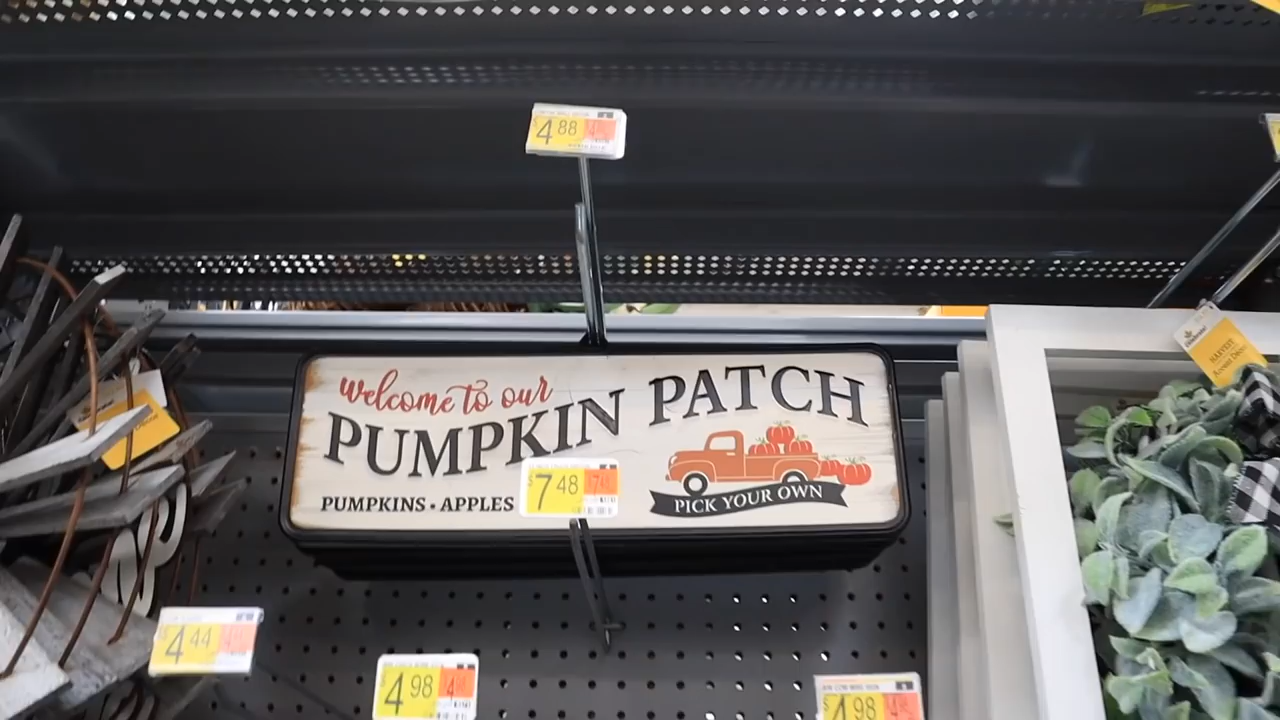 $4 88
welcome to our
PUMPKIN PATCH
PUMPKINS • APPLES
$7 48
PICK YOUR OWN
HARVEST
$4 44
$4 98
$4 98